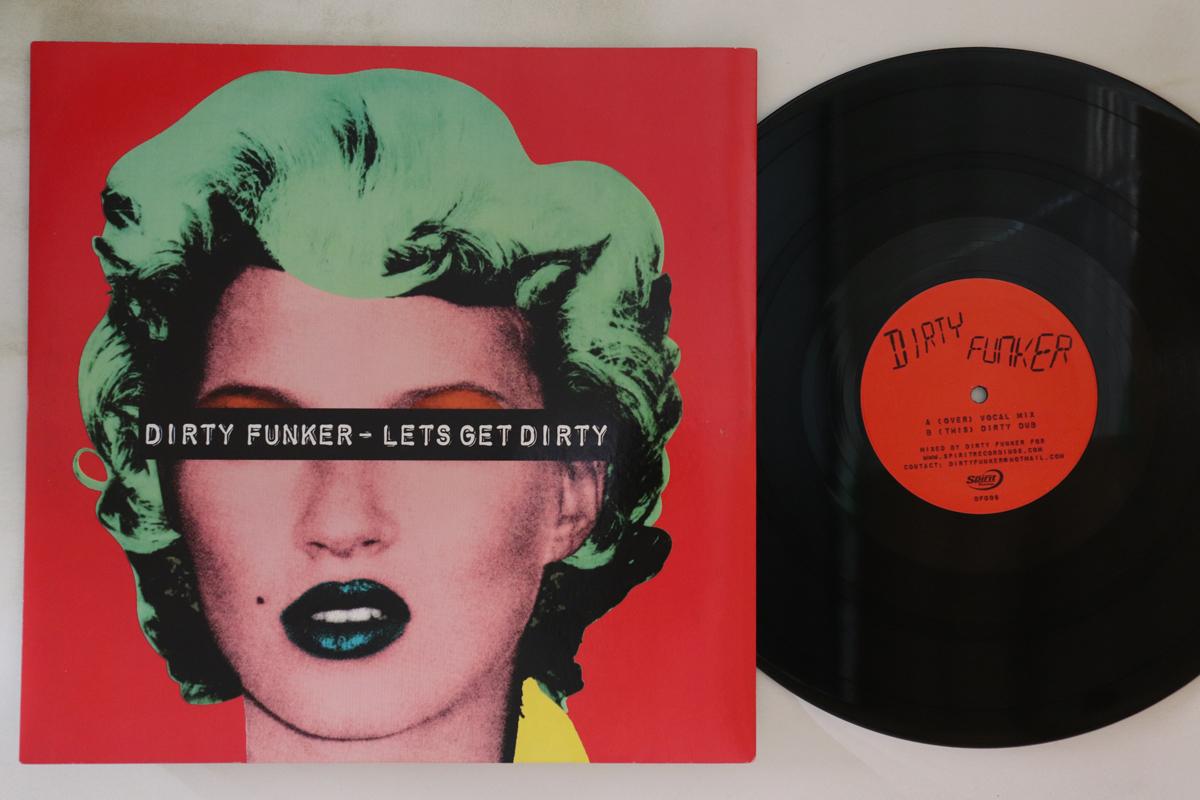 DIRTY FUNKER - LETS GET DIRTY
DIRTY FUNKER
A (OVER) VOCAL MIX
B (THIS) DIRTY DUB
MIXED BY DIRTY FUNKER FOR
WWW.SPIRITRECORDINGS.COM
CONTACT: DIRTYFUNKER@HOTMAIL.COM
Spirit
DF006